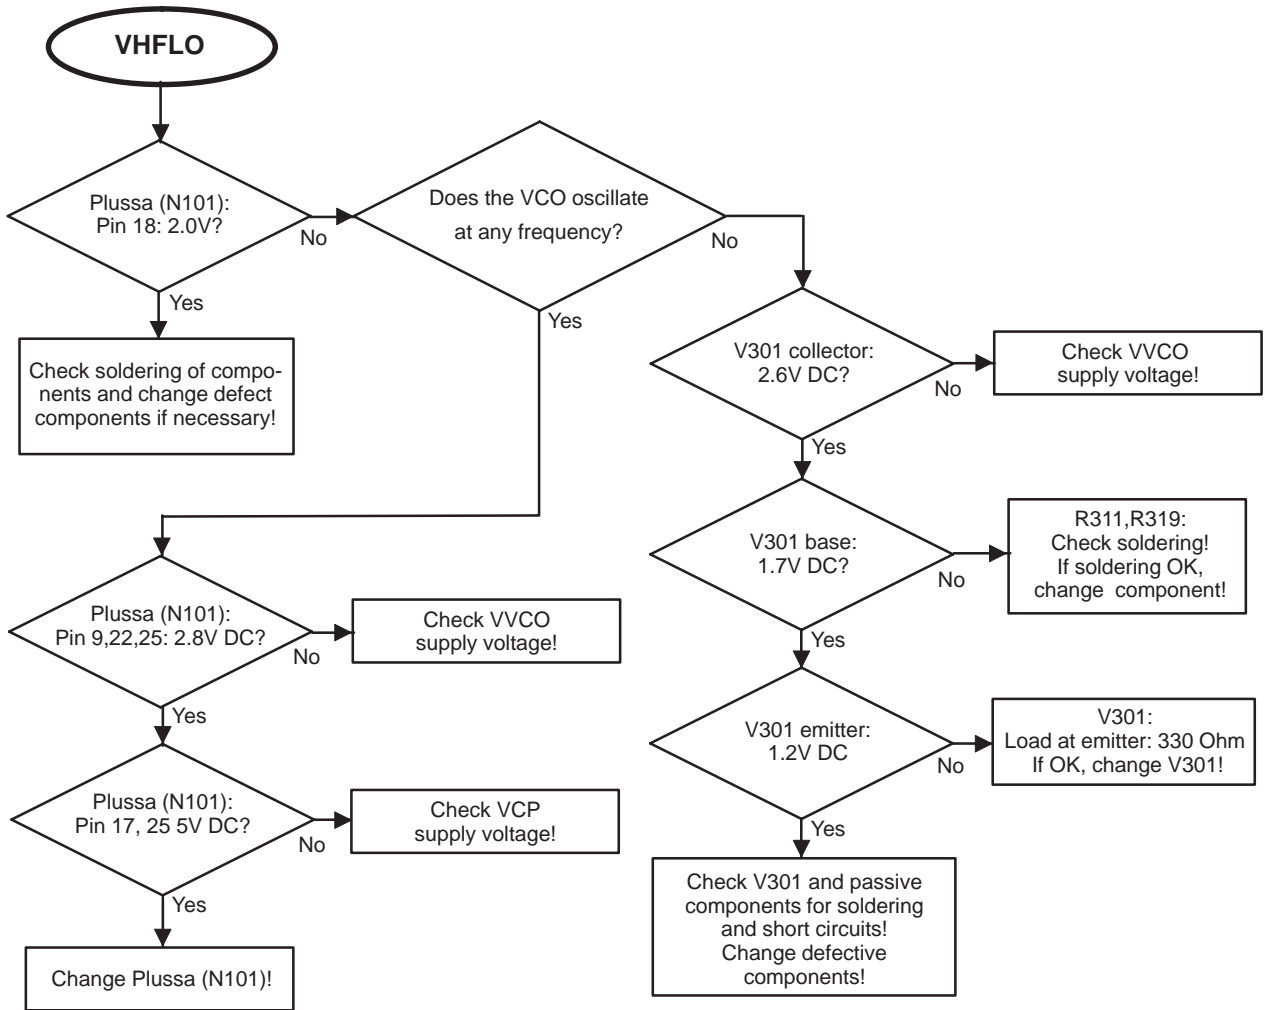 VHFLO
Plussa (N101):
Pin 18: 2.0V?
No
Yes
Check soldering of compo-
nents and change defect
components if necessary!
Does the VCO oscillate
at any frequency?
No
Yes
Plussa (N101):
Pin 9,22,25: 2.8V DC?
No
Check VVCO
supply voltage!
Yes
Plussa (N101):
Pin 17, 25 5V DC?
No
Check VCP
supply voltage!
Yes
Change Plussa (N101)!
V301 collector:
2.6V DC?
No
Check VVCO
supply voltage!
Yes
V301 base:
1.7V DC?
No
R311,R319:
Check soldering!
If soldering OK,
change component!
Yes
V301 emitter:
1.2V DC
No
V301:
Load at emitter: 330 Ohm
If OK, change V301!
Yes
Check V301 and passive
components for soldering
and short circuits!
Change defective
components!